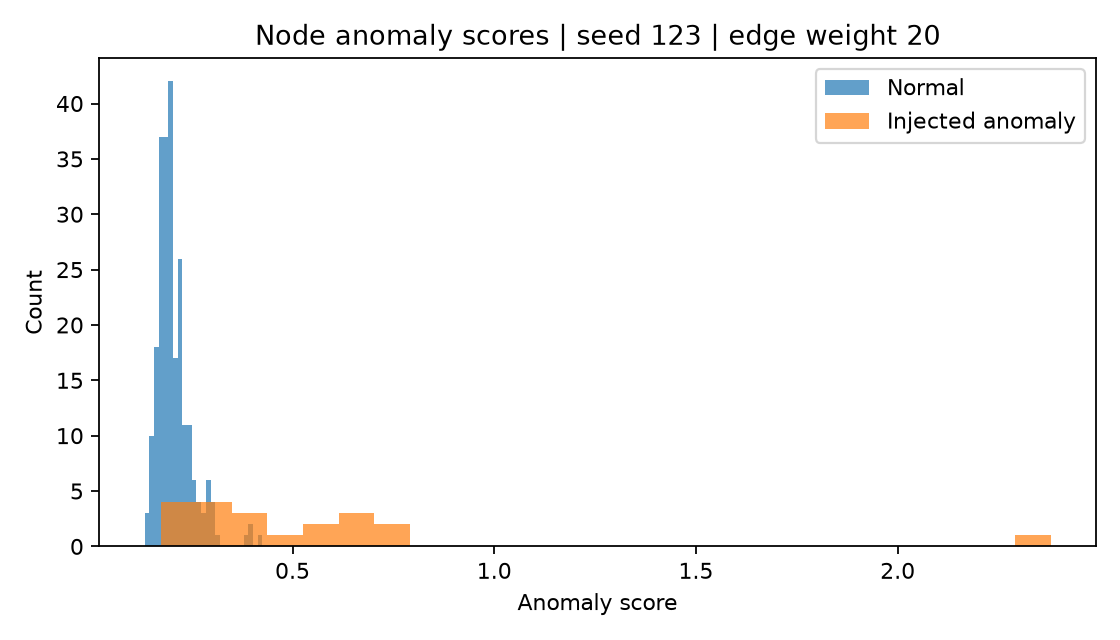 Node anomaly scores | seed 123 | edge weight 20
Normal
Injected anomaly
Count
40
35
30
25
20
15
10
5
0
0.5 1.0 1.5 2.0
Anomaly score